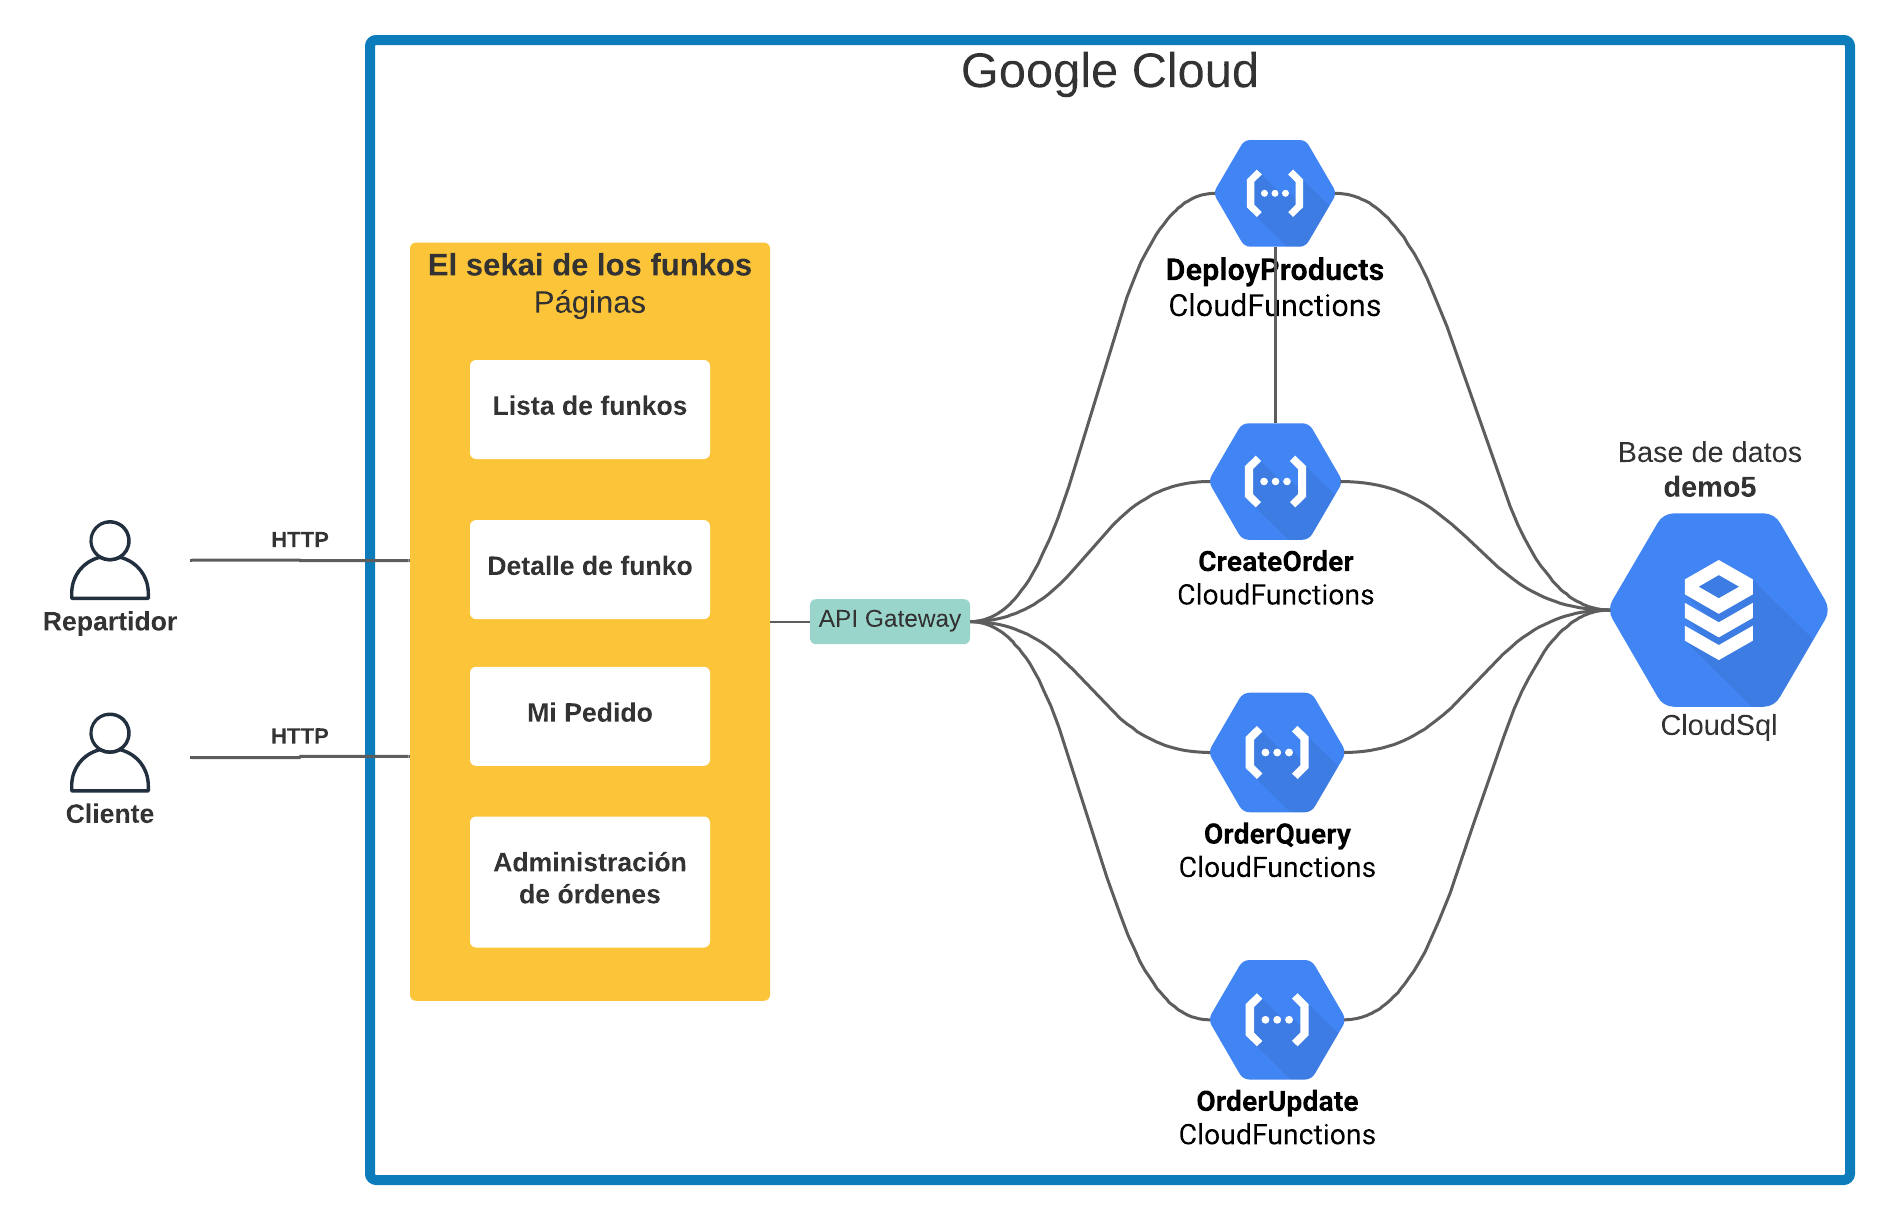 Google Cloud
El sekai de los funkos
Páginas
Lista de funkos
Detalle de funko
Mi Pedido
Administración
de órdenes
HTTP
Repartidor
HTTP
Cliente
API Gateway
DeployProducts
CloudFunctions
CreateOrder
CloudFunctions
OrderQuery
CloudFunctions
OrderUpdate
CloudFunctions
Base de datos
demo5
CloudSql